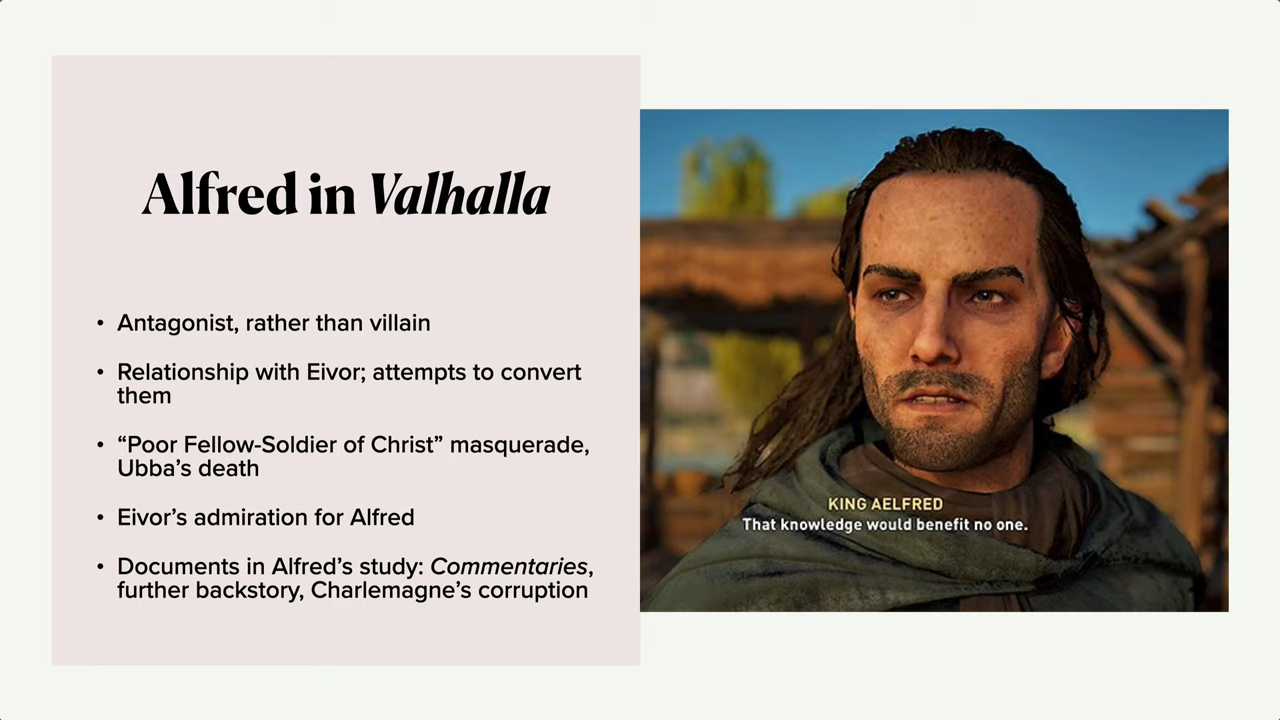 Alfred in Valhalla
• Antagonist, rather than villain
• Relationship with Eivor; attempts to convert
them
• “Poor Fellow-Soldier of Christ” masquerade,
Ubba’s death
• Eivor’s admiration for Alfred
• Documents in Alfred’s study: Commentaries,
further backstory, Charlemagne’s corruption
KING AELFRED
That knowledge would benefit no one.